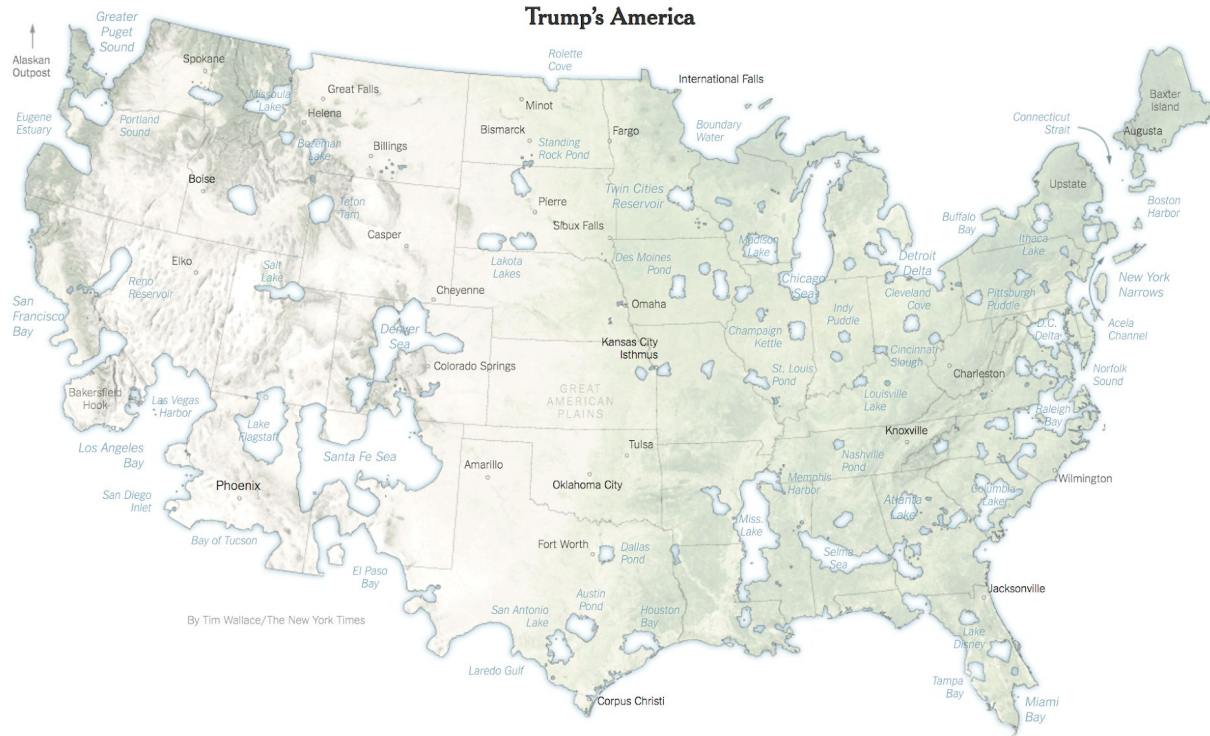 Trump's America
Greater
Puget
Sound
Alaskan
Outpost
Spokane
Rolette
Cove
International Falls
Baxter
Island
Missoula
Lake
Great Falls
Helena
Minot
Eugene
Estuary
Portland
Sound
Bismarck
Fargo
Boundary
Water
Connecticut
Strait
Augusta
Bozeman
Lake
Billings
Standing
Rock Pond
Boise
Upstate
Twin Cities
Reservoir
Teton
Tarn
Pierre
Boston
Harbor
Buffalo
Bay
Casper
Sioux Falls
Madison
Lake
Ithaca
Lake
Elko
Salt
Lake
Lakota
Lakes
Des Moines
Pond
Detroit
Delta
Reno
Reservoir
Chicago
Sea
New York
Narrows
San
Francisco
Bay
Cheyenne
Omaha
Indy
Puddle
Cleveland
Cove
Pittsburgh
Puddle
Denver
Sea
Champaign
Kettle
D.C.
Delta
Acela
Channel
Kansas City
Isthmus
Cincinnati
Slough
Colorado Springs
St. Louis
Pond
Charleston
Norfolk
Sound
Bakersfield
Hook
Las Vegas
Harbor
GREAT
AMERICAN
PLAINS
Louisville
Lake
Raleigh
Bay
Lake
Flagstaff
Los Angeles
Bay
Santa Fe Sea
Tulsa
Knoxville
Nashville
Pond
Amarillo
Phoenix
Oklahoma City
Memphis
Harbor
Wilmington
San Diego
Inlet
Columbia
Lake
Atlanta
Lake
Miss.
Lake
Bay of Tucson
Fort Worth
Dallas
Pond
Selma
Sea
El Paso
Bay
Jacksonville
Austin
Pond
San Antonio
Lake
Houston
Bay
By Tim Wallace/The New York Times
Lake
Disney
Laredo Gulf
Tampa
Bay
Corpus Christi
Miami
Bay